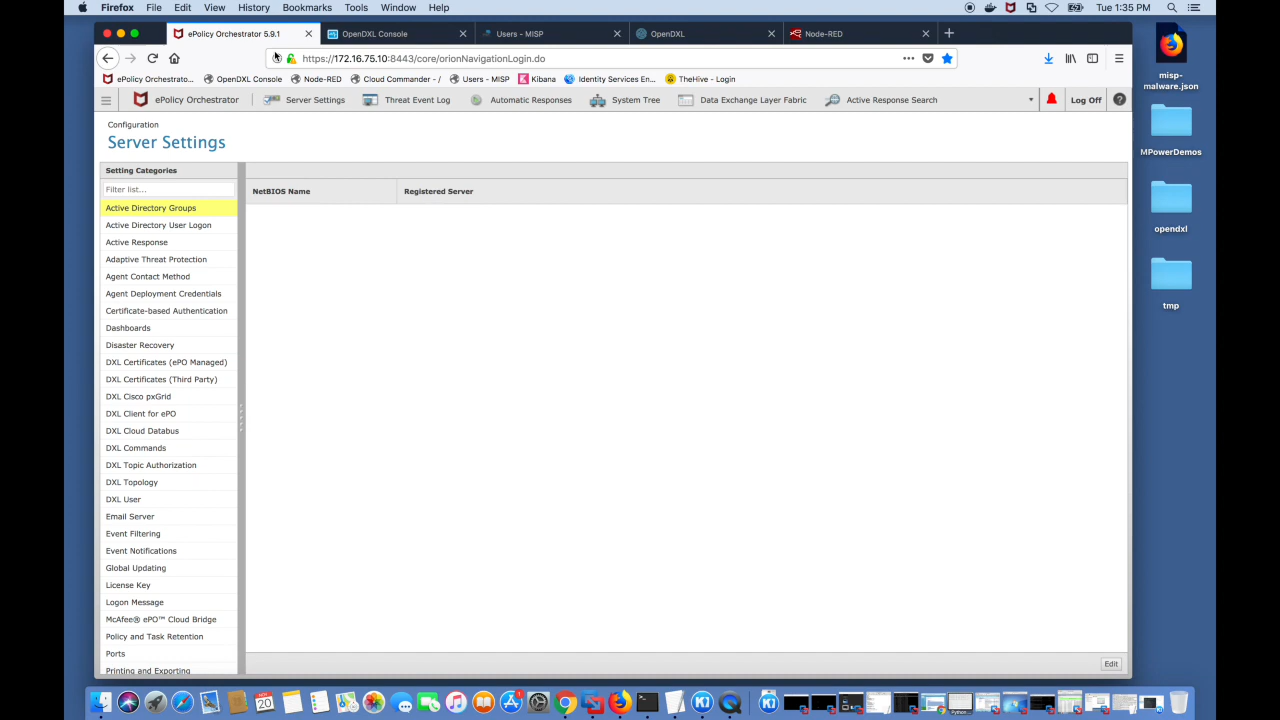 Firefox File Edit View History Bookmarks Tools Window Help Tue 1:35 PM
ePolicy Orchestrator 5.9.1 OpenDXL Console Users - MISP OpenDXL Node-RED
https://172.16.75.10:8443/core/orionNavigationLogin.do
ePolicy Orchestrato... OpenDXL Console Node-RED Cloud Commander - / Users - MISP Kibana Identity Services En... TheHive - Login
ePolicy Orchestrator Server Settings Threat Event Log Automatic Responses System Tree Data Exchange Layer Fabric Active Response Search Log Off ?
Configuration
Server Settings
Setting Categories
Filter list...
NetBIOS Name Registered Server
Active Directory Groups
Active Directory User Logon
Active Response
Adaptive Threat Protection
Agent Contact Method
Agent Deployment Credentials
Certificate-based Authentication
Dashboards
Disaster Recovery
DXL Certificates (ePO Managed)
DXL Certificates (Third Party)
DXL Cisco pxGrid
DXL Client for ePO
DXL Cloud Databus
DXL Commands
DXL Topic Authorization
DXL Topology
DXL User
Email Server
Event Filtering
Event Notifications
Global Updating
License Key
Logon Message
McAfee® ePO™ Cloud Bridge
Policy and Task Retention
Ports
Printing and Exporting
Edit
misp-
malware.json
MPowerDemos
opendxl
tmp
NOV
20
1